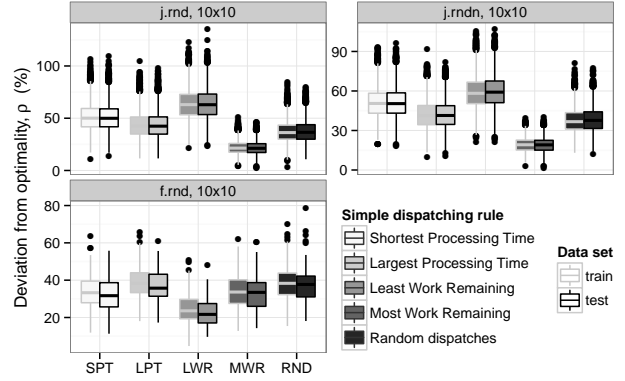 j.rnd, 10x10
j.rndn, 10x10
Deviation from optimality, ρ (%)
100
50
0
90
60
30
0
f.rnd, 10x10
80
60
40
20
SPT LPT LWR MWR RND
Simple dispatching rule
Shortest Processing Time
Largest Processing Time
Least Work Remaining
Most Work Remaining
Random dispatches
Data set
train
test